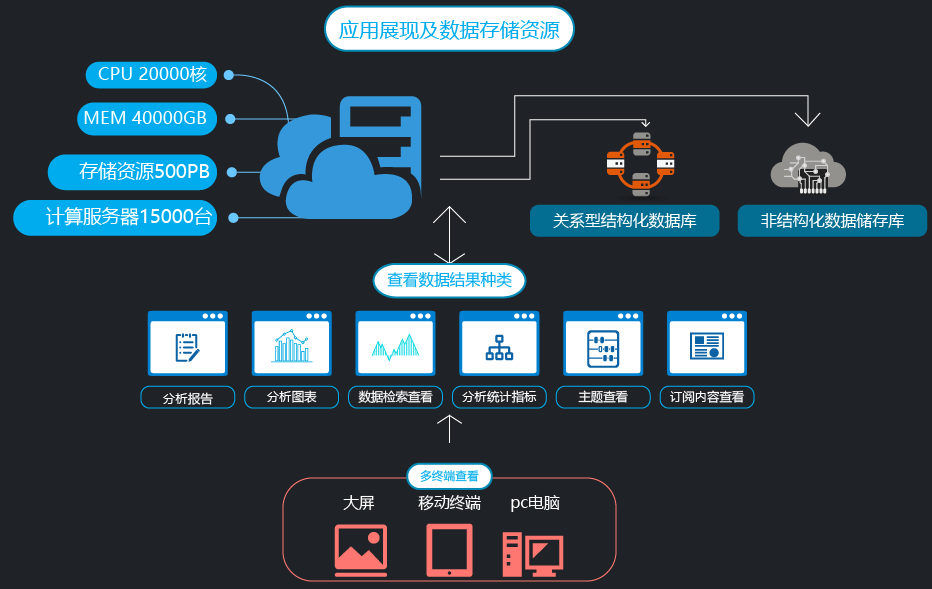 应用展现及数据存储资源
CPU 20000核
MEM 40000GB
存储资源500PB
计算服务器15000台
关系型结构化数据库
非结构化数据储存库
查看数据结果种类
分析报告
分析图表
数据检索查看
分析统计指标
主题查看
订阅内容查看
多终端查看
大屏
移动终端
pc电脑